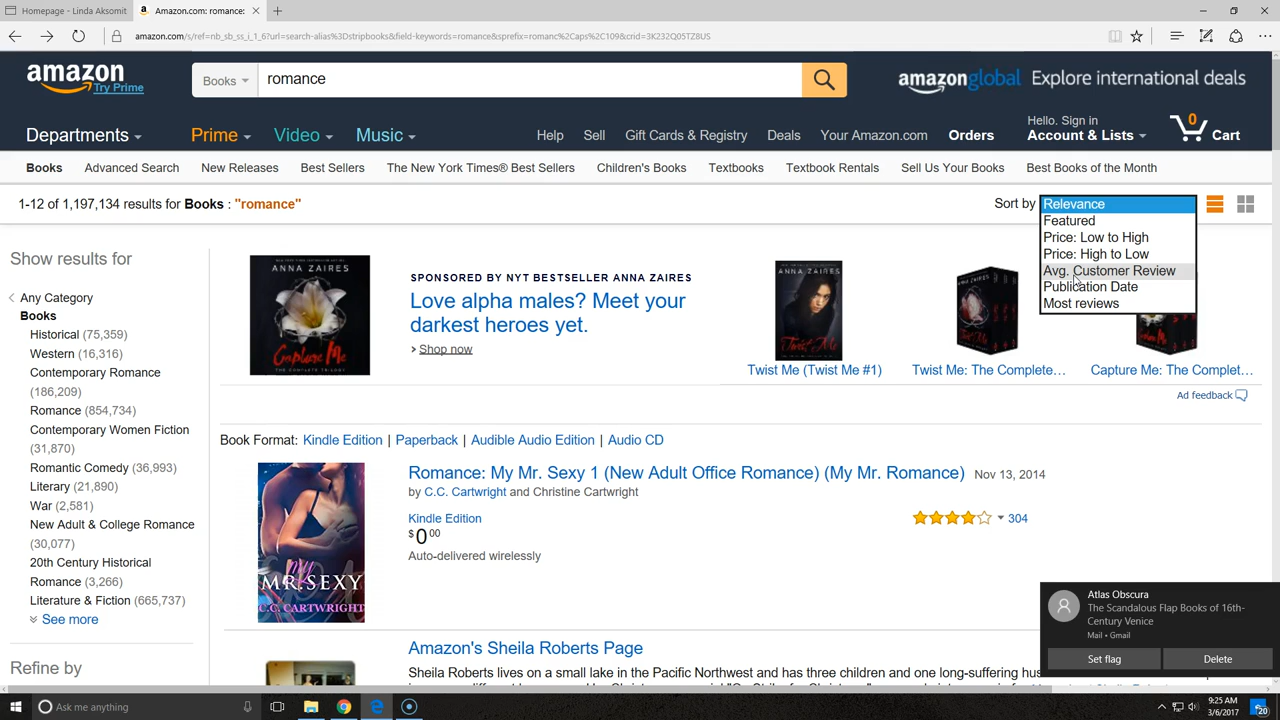 Homepage - Linda Aksomit
Amazon.com: romance:
amazon.com/s/ref=nb_sb_ss_i_1_6?url=search-alias%3Dstripbooks&field-keywords=romance&sprefix=romanc%2Caps%2C109&crid=3K232Q05TZ8US
amazon
Try Prime
Books
romance
amazonglobal Explore international deals
Departments
Prime
Video
Music
Help
Sell
Gift Cards & Registry
Deals
Your Amazon.com
Orders
Hello. Sign in
Account & Lists
0
Cart
Books
Advanced Search
New Releases
Best Sellers
The New York Times® Best Sellers
Children's Books
Textbooks
Textbook Rentals
Sell Us Your Books
Best Books of the Month
1-12 of 1,197,134 results for Books : "romance"
Sort by
Relevance
Featured
Price: Low to High
Price: High to Low
Avg. Customer Review
Publication Date
Most reviews
Show results for
Any Category
Books
Historical (75,359)
Western (16,316)
Contemporary Romance
(186,209)
Romance (854,734)
Contemporary Women Fiction
(31,870)
Romantic Comedy (36,993)
Literary (21,890)
War (2,581)
New Adult & College Romance
(30,077)
20th Century Historical
Romance (3,266)
Literature & Fiction (665,737)
See more
Refine by
ANNA ZAIRES
Capture Me
THE COMPLETE TRILOGY
SPONSORED BY NYT BESTSELLER ANNA ZAIRES
Love alpha males? Meet your
darkest heroes yet.
Shop now
ANNA ZAIRES
Twist Me
Twist Me (Twist Me #1)
Twist Me: The Complete…
Capture Me: The Complet…
Ad feedback
Book Format: Kindle Edition | Paperback | Audible Audio Edition | Audio CD
My
MR. SEXY
C.C. CARTWRIGHT
Romance: My Mr. Sexy 1 (New Adult Office Romance) (My Mr. Romance) Nov 13, 2014
by C.C. Cartwright and Christine Cartwright
Kindle Edition
$0 00
Auto-delivered wirelessly
304
Amazon's Sheila Roberts Page
Sheila Roberts lives on a small lake in the Pacific Northwest and has three children and one long-suffering hus
Atlas Obscura
The Scandalous Flap Books of 16th-
Century Venice
Mail • Gmail
Set flag
Delete
Ask me anything
9:25 AM
3/6/2017
20